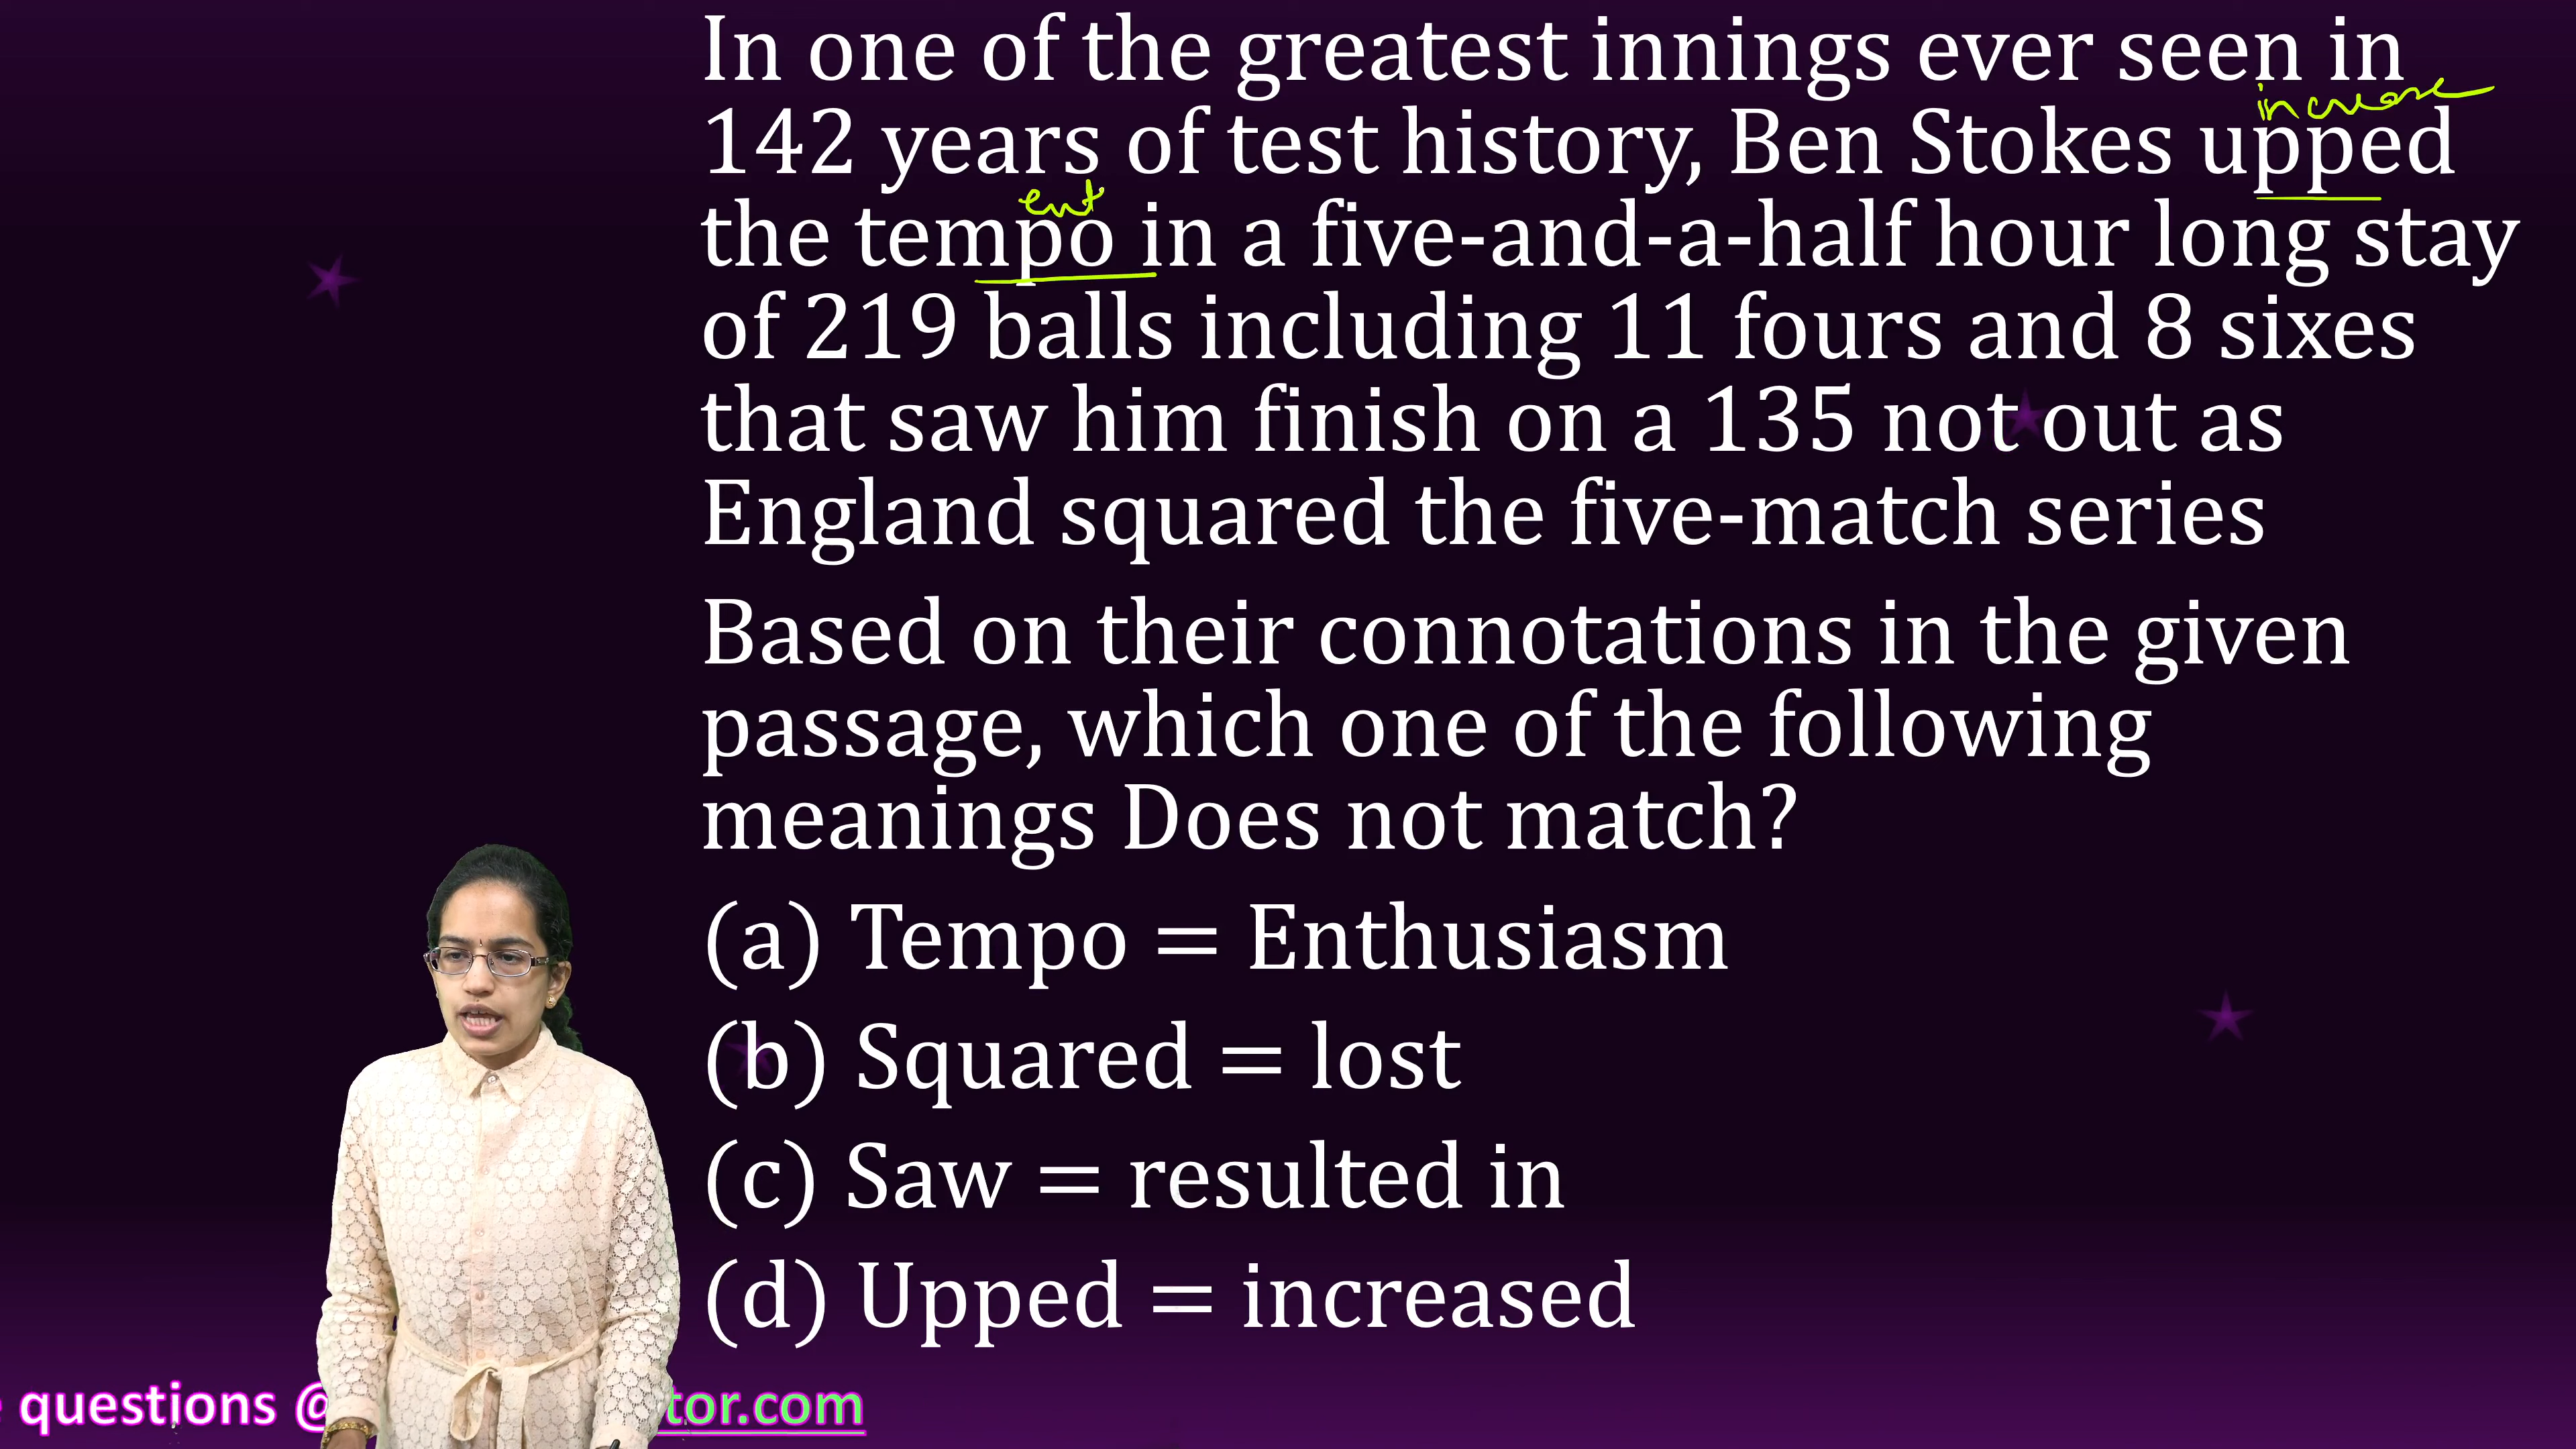 In one of the greatest innings ever seen in
increase
142 years of test history, Ben Stokes upped
ent
the tempo in a five-and-a-half hour long stay
of 219 balls including 11 fours and 8 sixes
that saw him finish on a 135 not out as
England squared the five-match series
Based on their connotations in the given
passage, which one of the following
meanings Does not match?
(a) Tempo = Enthusiasm
(b) Squared = lost
(c) Saw = resulted in
(d) Upped = increased
questions @
tor.com